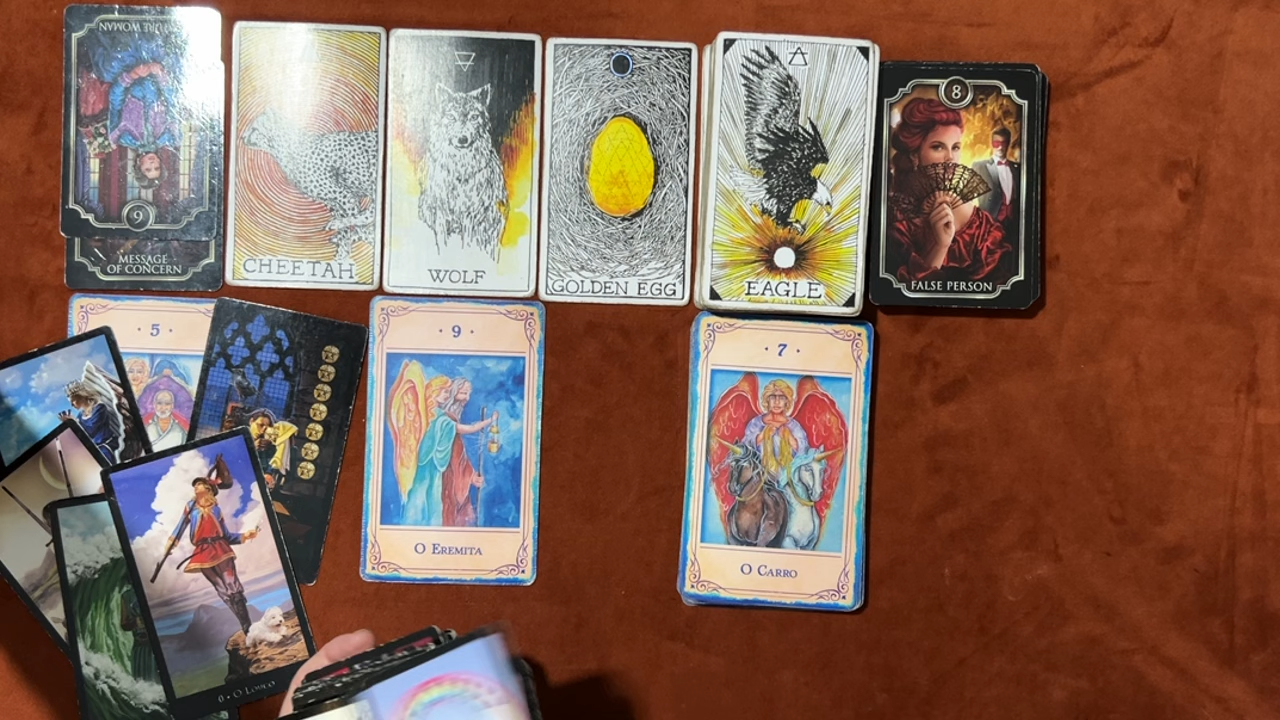 9
MESSAGE
OF CONCERN
CHEETAH
WOLF
GOLDEN EGG
EAGLE
8
FALSE PERSON
· 5 ·
· 9 ·
O EREMITA
· 7 ·
O CARRO
0 • O LOUCO